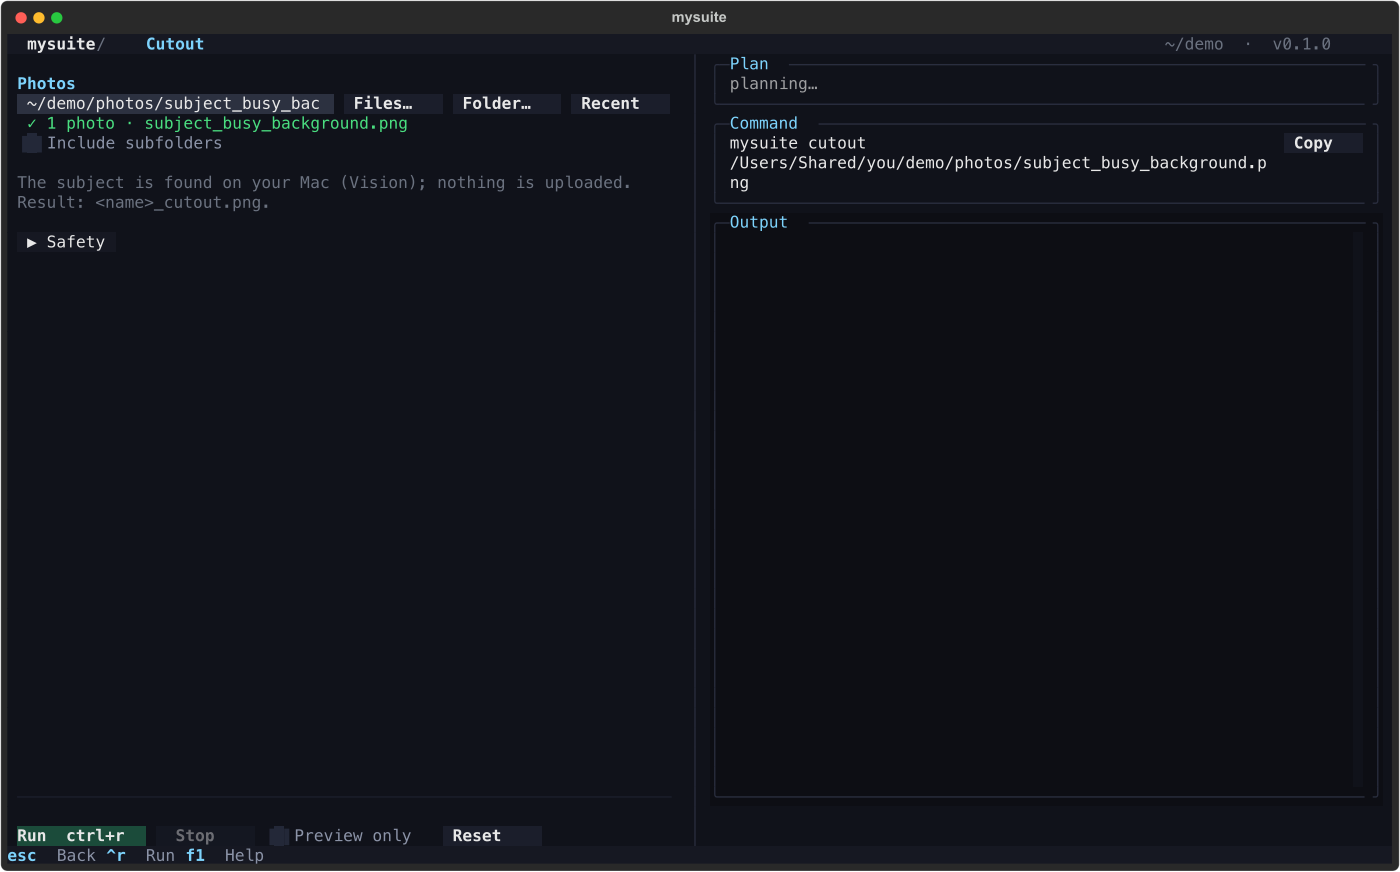 mysuite
mysuite/ Cutout ~/demo · v0.1.0
Photos
~/demo/photos/subject_busy_bac Files… Folder… Recent
✓ 1 photo · subject_busy_background.png
Include subfolders
The subject is found on your Mac (Vision); nothing is uploaded.
Result: <name>_cutout.png.
▶ Safety
Run ctrl+r Stop Preview only Reset
Plan
planning…
Command
mysuite cutout Copy
/Users/Shared/you/demo/photos/subject_busy_background.p
ng
Output
esc Back ^r Run f1 Help